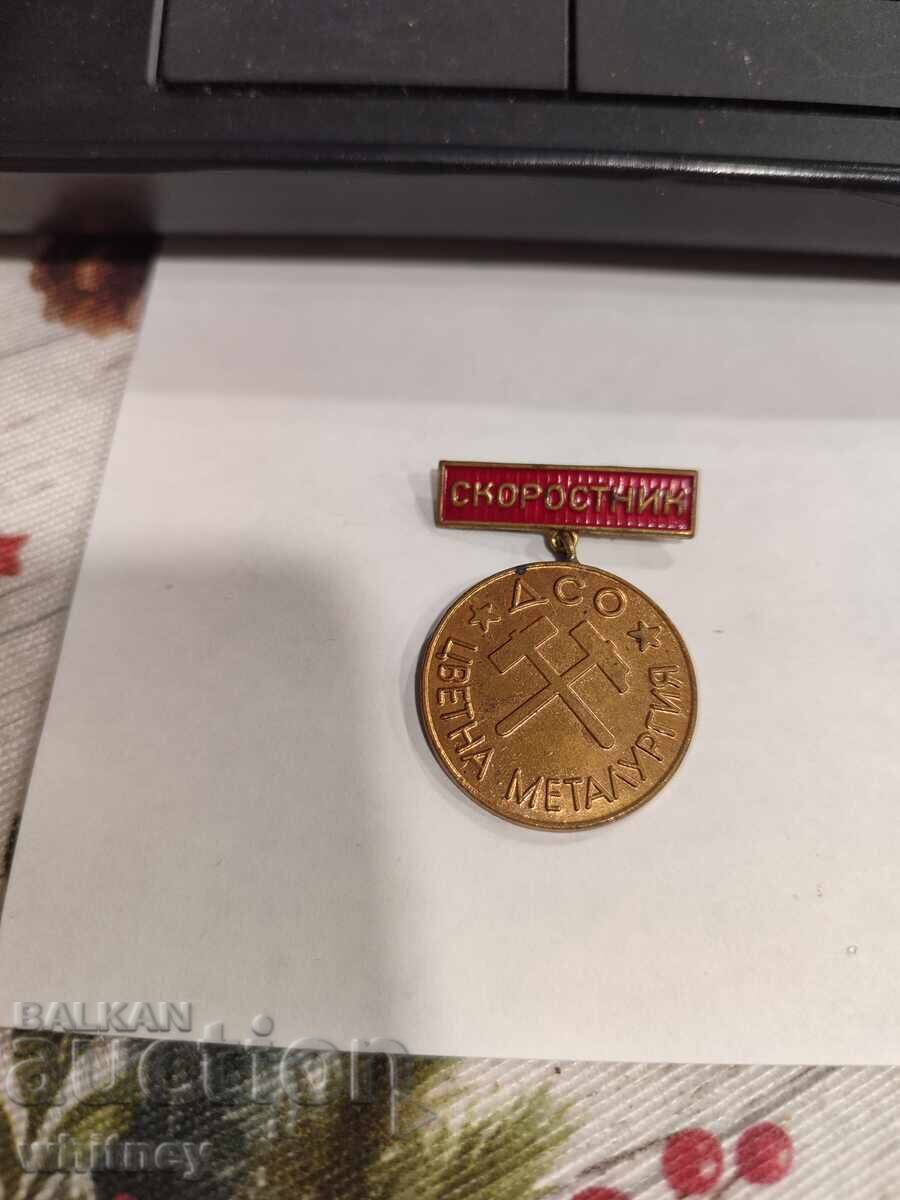 СКОРОСТНИК
ДСО
ЦВЕТНА МЕТАЛУРГИЯ
BALKAN
auction
whitney